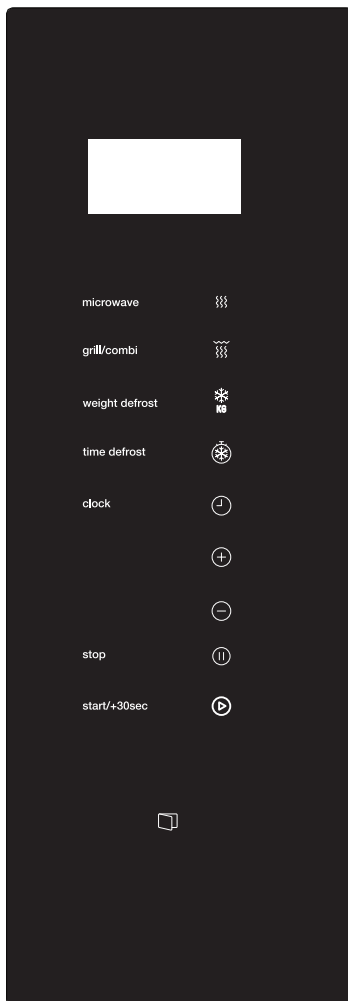 microwave
grill/combi
weight defrost
KG
time defrost
clock
stop
start/+30sec